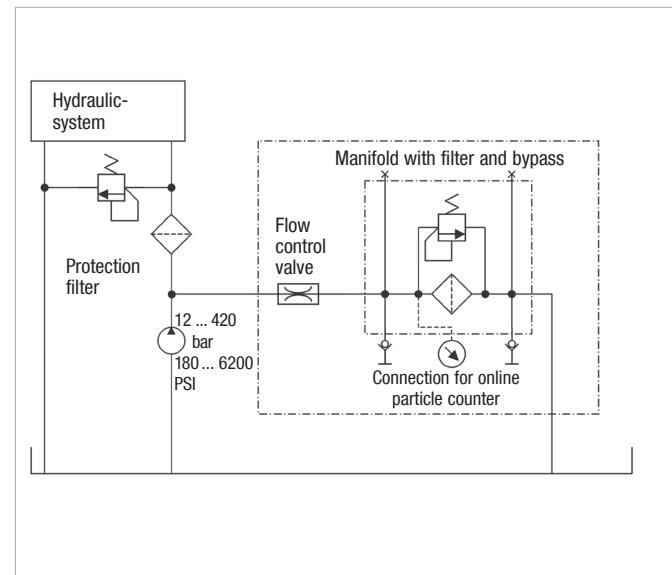 Hydraulic-
system
Manifold with filter and bypass
Flow
control
valve
Protection
filter
12 ... 420
bar
180 ... 6200
PSI
Connection for online
particle counter